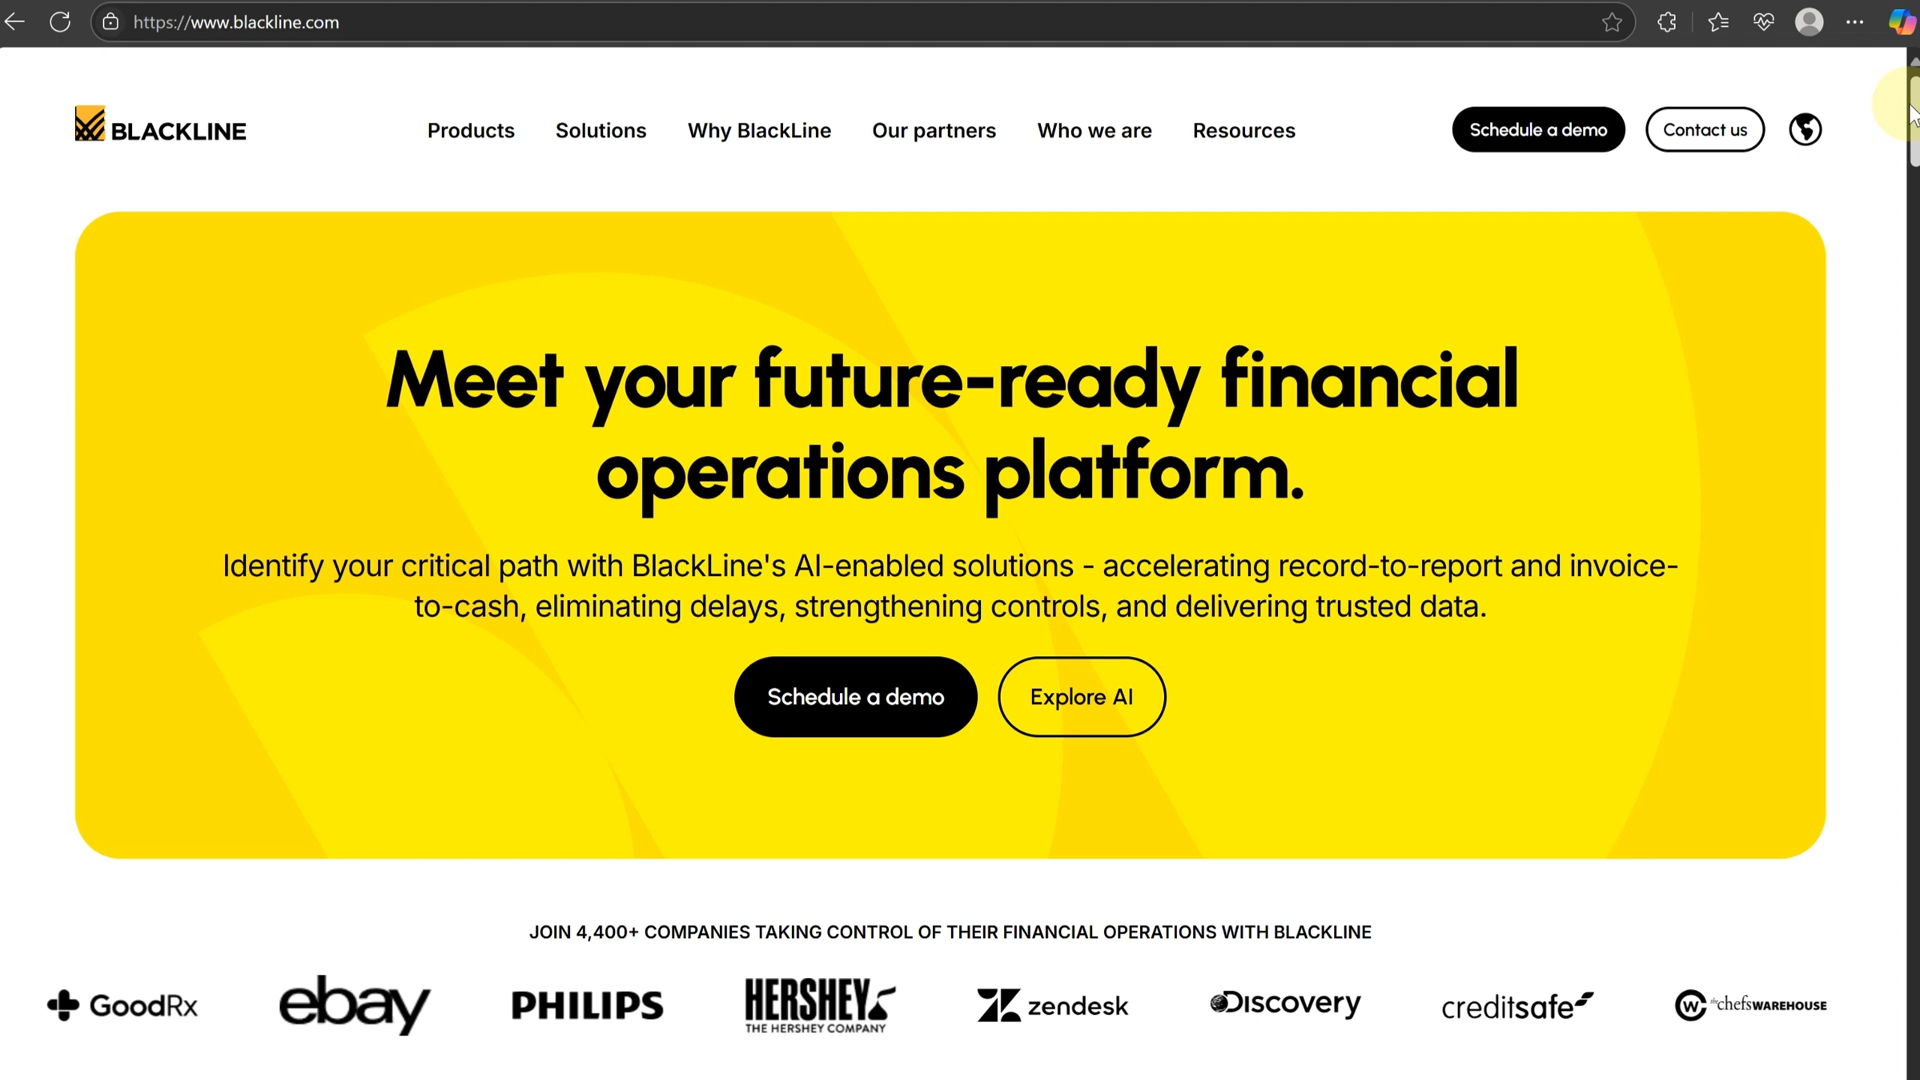 https://www.blackline.com
BLACKLINE
Products
Solutions
Why BlackLine
Our partners
Who we are
Resources
Schedule a demo
Contact us
Meet your future-ready financial
operations platform.
Identify your critical path with BlackLine's AI-enabled solutions - accelerating record-to-report and invoice-
to-cash, eliminating delays, strengthening controls, and delivering trusted data.
Schedule a demo
Explore AI
JOIN 4,400+ COMPANIES TAKING CONTROL OF THEIR FINANCIAL OPERATIONS WITH BLACKLINE
GoodRx
ebay
PHILIPS
HERSHEY
THE HERSHEY COMPANY
zendesk
Discovery
creditsafe
CW the chefs WAREHOUSE